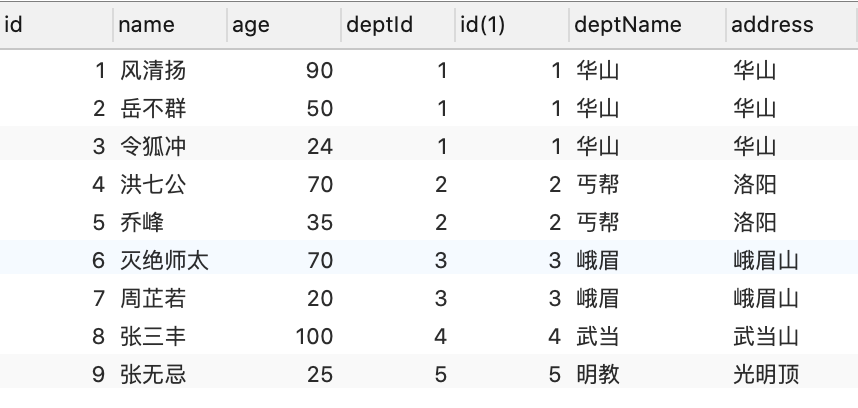 id name age deptId id(1) deptName address
1 风清扬 90 1 1 华山 华山
2 岳不群 50 1 1 华山 华山
3 令狐冲 24 1 1 华山 华山
4 洪七公 70 2 2 丐帮 洛阳
5 乔峰 35 2 2 丐帮 洛阳
6 灭绝师太 70 3 3 峨眉 峨眉山
7 周芷若 20 3 3 峨眉 峨眉山
8 张三丰 100 4 4 武当 武当山
9 张无忌 25 5 5 明教 光明顶